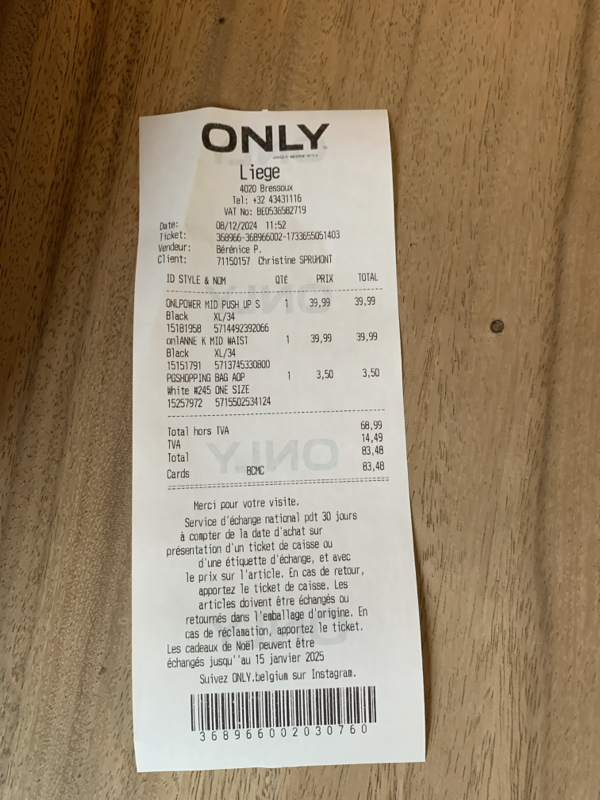 ONLY
Liege
4020 Bressoux
Tel: +32 43431116
VAT No: BE0536582719
Date: 08/12/2024 11:52
Ticket: 368966-368966002-1733655051403
Vendeur: Bérénice P.
Client: 71150157 Christine SPRUMONT
ID STYLE & NOM QTÉ PRIX TOTAL
ONLPOWER MID PUSH UP S 1 39,99 39,99
Black XL/34
15181958 5714492392066
onlANNE K MID WAIST 1 39,99 39,99
Black XL/34
15151791 5713745330800
PGSHOPPING BAG AOP 1 3,50 3,50
White #245 ONE SIZE
15257972 5715502534124
Total hors TVA 68,99
TVA 14,49
Total 83,48
Cards BCMC 83,48
Merci pour votre visite.
Service d'échange national pdt 30 jours
à compter de la date d'achat sur
présentation d'un ticket de caisse ou
d'une étiquette d'échange, et avec
le prix sur l'article. En cas de retour,
apportez le ticket de caisse. Les
articles doivent être échangés ou
retournés dans l'emballage d'origine. En
cas de réclamation, apportez le ticket.
Les cadeaux de Noël peuvent être
échangés jusqu''au 15 janvier 2025
Suivez ONLY.belgium sur Instagram.
368966002030760